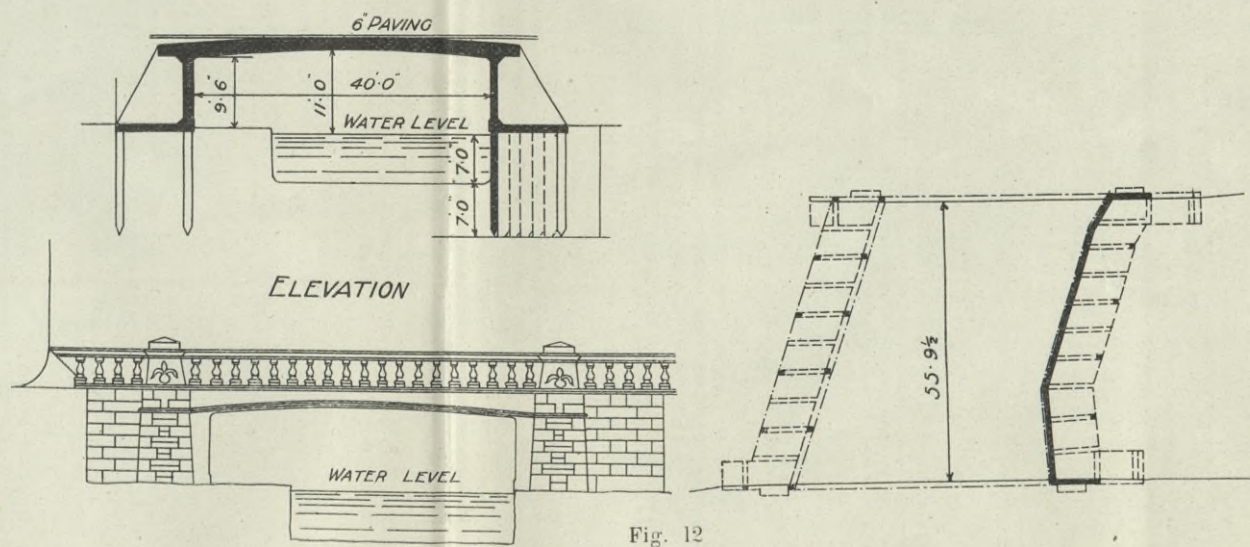 6" PAVING
9'·6"
11'·0"
40'·0"
WATER LEVEL
7'·0"
7'·0"
ELEVATION
WATER LEVEL
55'·9½
Fig. 12